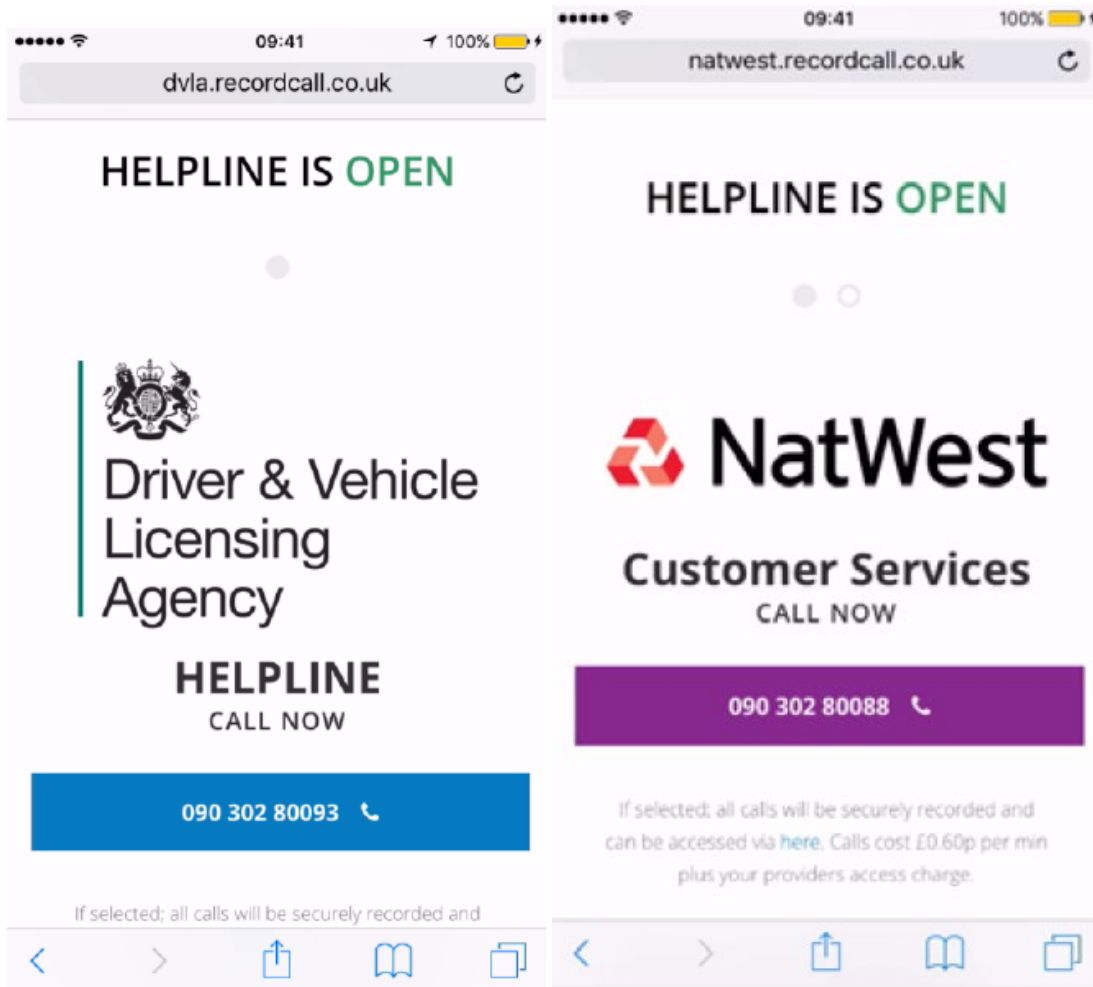 09:41
100%
dvla.recordcall.co.uk
HELPLINE IS OPEN
Driver & Vehicle
Licensing
Agency
HELPLINE
CALL NOW
090 302 80093
If selected; all calls will be securely recorded and
09:41
100%
natwest.recordcall.co.uk
HELPLINE IS OPEN
NatWest
Customer Services
CALL NOW
090 302 80088
If selected; all calls will be securely recorded and
can be accessed via here. Calls cost £0.60p per min
plus your providers access charge.